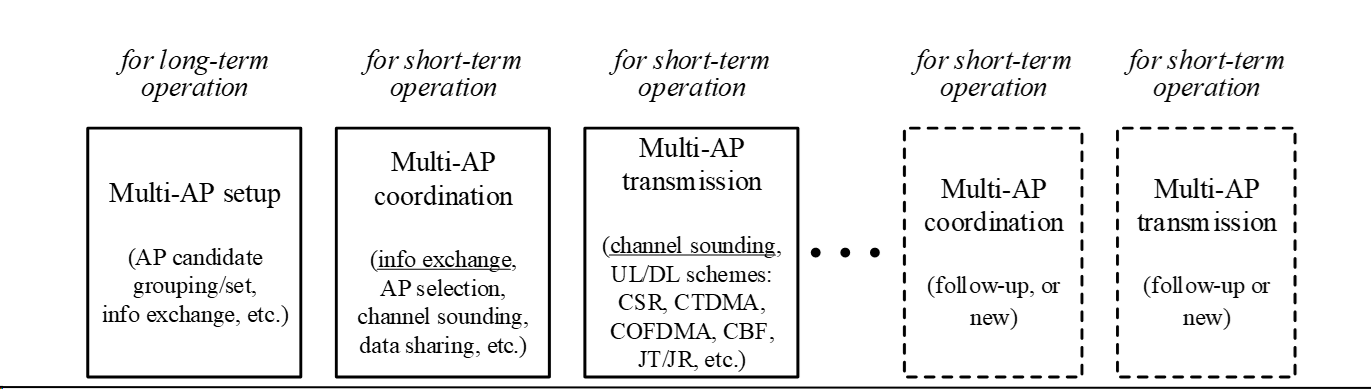 for long-term
operation
for short-term
operation
for short-term
operation
for short-term
operation
for short-term
operation
Multi-AP setup
(AP candidate
grouping/set,
info exchange, etc.)
Multi-AP
coordination
(info exchange,
AP selection,
channel sounding,
data sharing, etc.)
Multi-AP
transmission
(channel sounding,
UL/DL schemes:
CSR, CTDMA,
COFDMA, CBF,
JT/JR, etc.)
• • •
Multi-AP
coordination
(follow-up, or
new)
Multi-AP
transmission
(follow-up or
new)